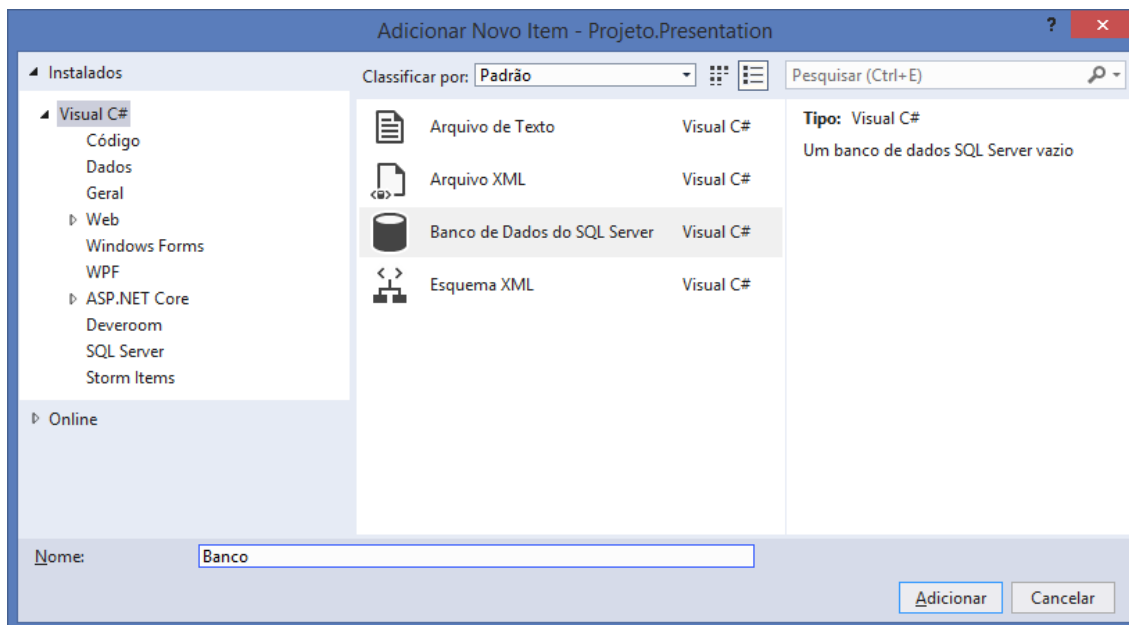 Adicionar Novo Item - Projeto.Presentation
?
Instalados
Classificar por: Padrão
Pesquisar (Ctrl+E)
Visual C#
Código
Dados
Geral
Web
Windows Forms
WPF
ASP.NET Core
Deveroom
SQL Server
Storm Items
Online
Arquivo de Texto Visual C#
Arquivo XML Visual C#
Banco de Dados do SQL Server Visual C#
Esquema XML Visual C#
Tipo: Visual C#
Um banco de dados SQL Server vazio
Nome: Banco
Adicionar Cancelar